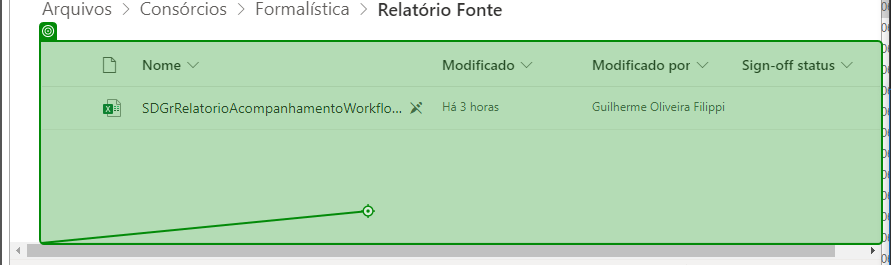 Arquivos > Consórcios > Formalística > Relatório Fonte
Nome Modificado Modificado por Sign-off status
SDGrRelatorioAcompanhamentoWorkflo... Há 3 horas Guilherme Oliveira Filippi